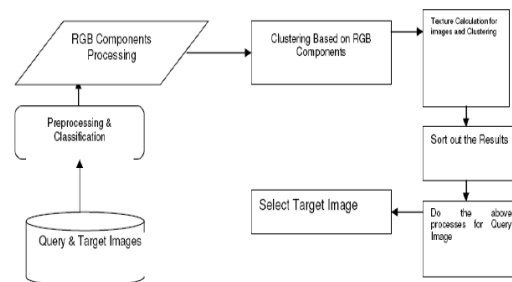 RGB Components
Processing
Clustering Based on RGB
Components
Texture Calculation for
images and Clustering
Preprocessing &
Classification
Sort out the Results
Query & Target Images
Select Target Image
Do the above
processes for Query
Image